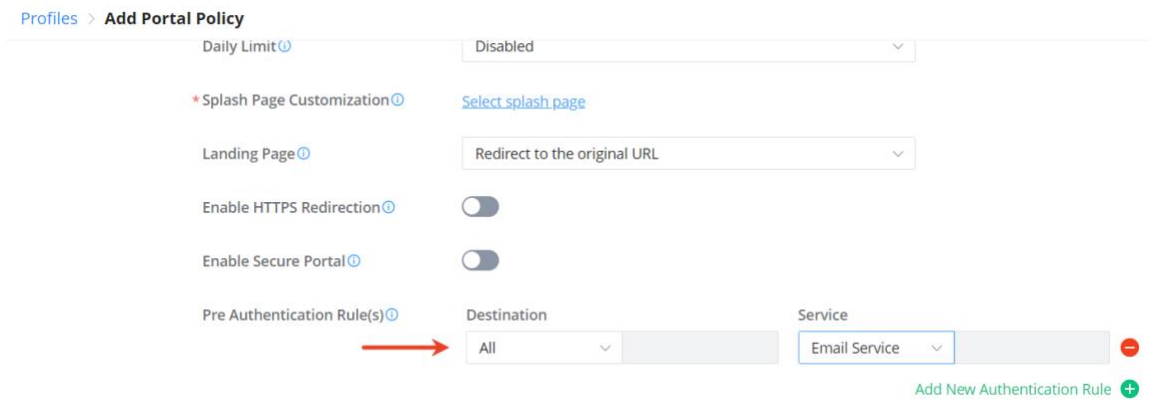 Profiles > Add Portal Policy
Daily Limit Disabled
* Splash Page Customization Select splash page
Landing Page Redirect to the original URL
Enable HTTPS Redirection
Enable Secure Portal
Pre Authentication Rule(s) Destination Service
All Email Service
Add New Authentication Rule